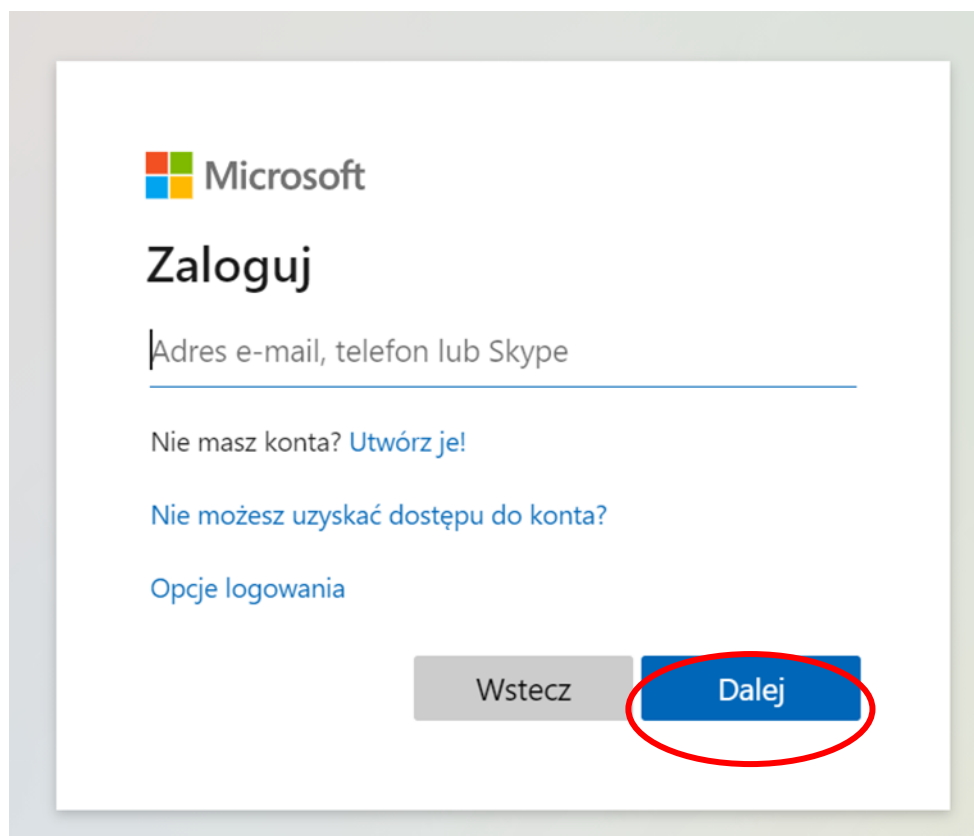 Microsoft
Zaloguj
Adres e-mail, telefon lub Skype
Nie masz konta? Utwórz je!
Nie możesz uzyskać dostępu do konta?
Opcje logowania
Wstecz Dalej